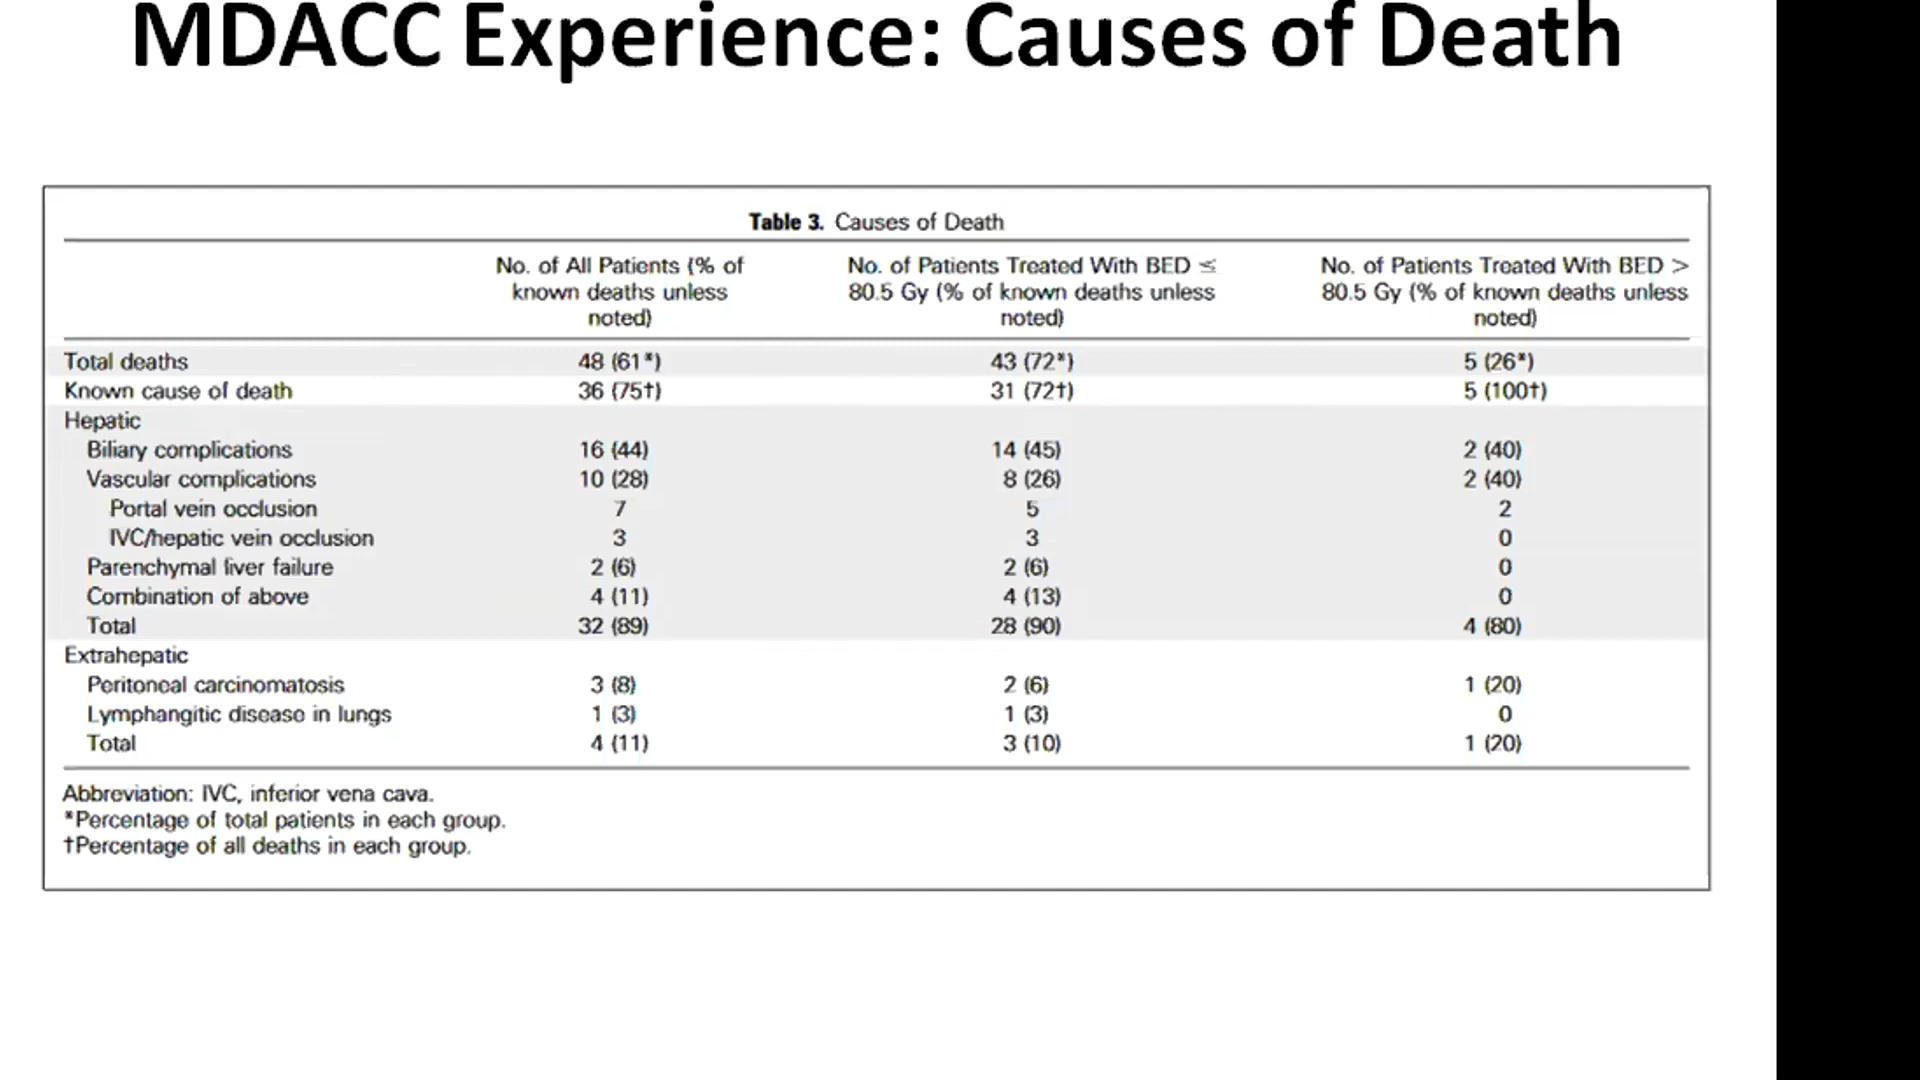 MDACC Experience: Causes of Death
Table 3. Causes of Death
No. of All Patients (% of known deaths unless noted) No. of Patients Treated With BED ≤ 80.5 Gy (% of known deaths unless noted) No. of Patients Treated With BED > 80.5 Gy (% of known deaths unless noted)
Total deaths 48 (61*) 43 (72*) 5 (26*)
Known cause of death 36 (75†) 31 (72†) 5 (100†)
Hepatic
Biliary complications 16 (44) 14 (45) 2 (40)
Vascular complications 10 (28) 8 (26) 2 (40)
Portal vein occlusion 7 5 2
IVC/hepatic vein occlusion 3 3 0
Parenchymal liver failure 2 (6) 2 (6) 0
Combination of above 4 (11) 4 (13) 0
Total 32 (89) 28 (90) 4 (80)
Extrahepatic
Peritoneal carcinomatosis 3 (8) 2 (6) 1 (20)
Lymphangitic disease in lungs 1 (3) 1 (3) 0
Total 4 (11) 3 (10) 1 (20)
Abbreviation: IVC, inferior vena cava.
*Percentage of total patients in each group.
†Percentage of all deaths in each group.